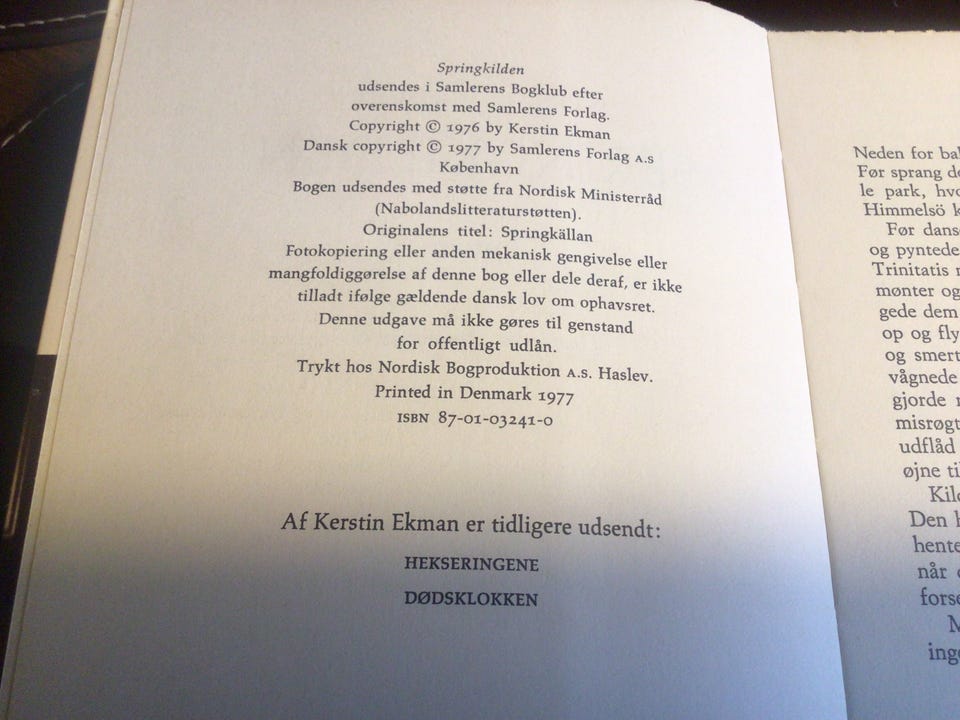 Springkilden
udsendes i Samlerens Bogklub efter
overenskomst med Samlerens Forlag.
Copyright © 1976 by Kerstin Ekman
Dansk copyright © 1977 by Samlerens Forlag A.S
København
Bogen udsendes med støtte fra Nordisk Ministerråd
(Nabolandslitteraturstøtten).
Originalens titel: Springkällan
Fotokopiering eller anden mekanisk gengivelse eller
mangfoldiggørelse af denne bog eller dele deraf, er ikke
tilladt ifølge gældende dansk lov om ophavsret.
Denne udgave må ikke gøres til genstand
for offentligt udlån.
Trykt hos Nordisk Bogproduktion A.S. Haslev.
Printed in Denmark 1977
ISBN 87-01-03241-0
Af Kerstin Ekman er tidligere udsendt:
HEKSERINGENE
DØDSKLOKKEN
Neden for
Før sprang
le park,
Himmelsö
Før
og pyntede
Trinitatis
mønter og
gede dem
op og
og
vågnede
gjorde
udflåd
øjne
Den
når